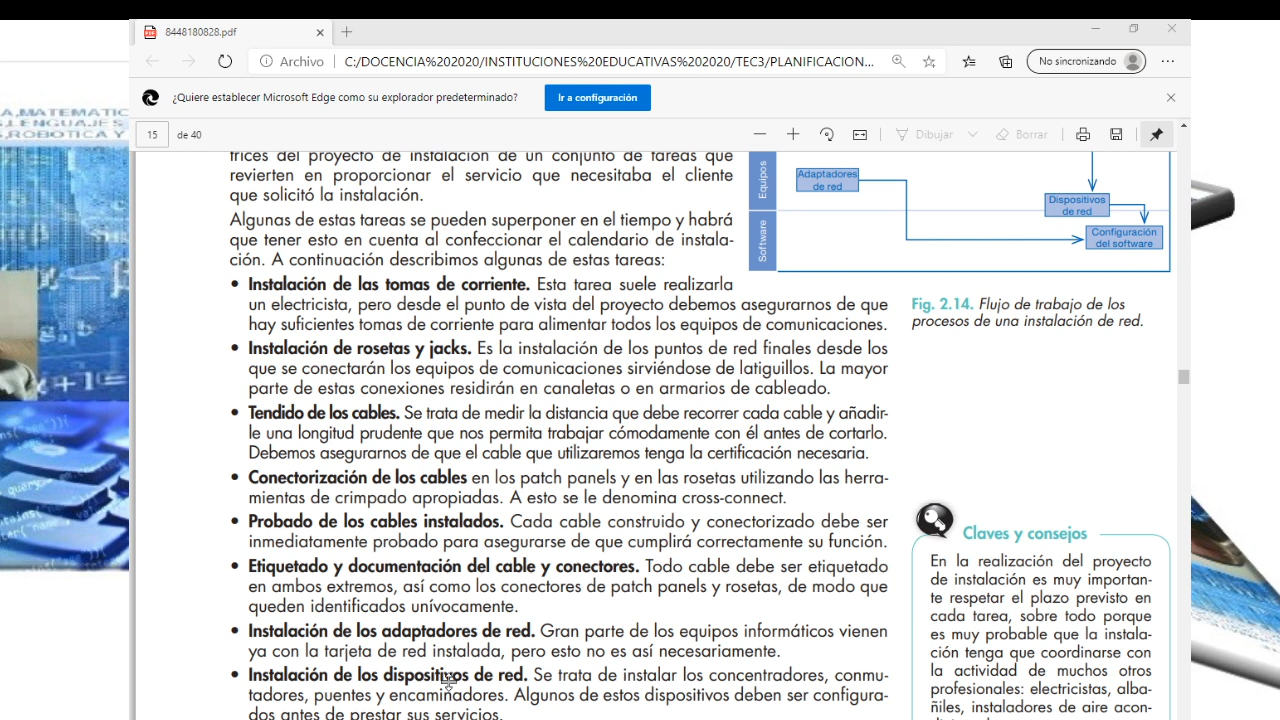 8448180828.pdf
Archivo
C:/DOCENCIA%202020/INSTITUCIONES%20EDUCATIVAS%202020/TEC3/PLANIFICACION...
No sincronizando
¿Quiere establecer Microsoft Edge como su explorador predeterminado?
Ir a configuración
15 de 40
Dibujar
Borrar
A,MATEMATIC
S,LENGUAJES
S,ROBOTICA Y
trices del proyecto de instalación de un conjunto de tareas que
revierten en proporcionar el servicio que necesitaba el cliente
que solicitó la instalación.
Algunas de estas tareas se pueden superponer en el tiempo y habrá
que tener esto en cuenta al confeccionar el calendario de instala-
ción. A continuación describimos algunas de estas tareas:
• Instalación de las tomas de corriente. Esta tarea suele realizarla
un electricista, pero desde el punto de vista del proyecto debemos asegurarnos de que
hay suficientes tomas de corriente para alimentar todos los equipos de comunicaciones.
• Instalación de rosetas y jacks. Es la instalación de los puntos de red finales desde los
que se conectarán los equipos de comunicaciones sirviéndose de latiguillos. La mayor
parte de estas conexiones residirán en canaletas o en armarios de cableado.
• Tendido de los cables. Se trata de medir la distancia que debe recorrer cada cable y añadir-
le una longitud prudente que nos permita trabajar cómodamente con él antes de cortarlo.
Debemos asegurarnos de que el cable que utilizaremos tenga la certificación necesaria.
• Conectorización de los cables en los patch panels y en las rosetas utilizando las herra-
mientas de crimpado apropiadas. A esto se le denomina cross-connect.
• Probado de los cables instalados. Cada cable construido y conectorizado debe ser
inmediatamente probado para asegurarse de que cumplirá correctamente su función.
• Etiquetado y documentación del cable y conectores. Todo cable debe ser etiquetado
en ambos extremos, así como los conectores de patch panels y rosetas, de modo que
queden identificados unívocamente.
• Instalación de los adaptadores de red. Gran parte de los equipos informáticos vienen
ya con la tarjeta de red instalada, pero esto no es así necesariamente.
• Instalación de los dispositivos de red. Se trata de instalar los concentradores, conmu-
tadores, puentes y encaminadores. Algunos de estos dispositivos deben ser configura-
dos antes de prestar sus servicios.
Equipos
Adaptadores
de red
Dispositivos
de red
Software
Configuración
del software
Fig. 2.14. Flujo de trabajo de los
procesos de una instalación de red.
Claves y consejos
En la realización del proyecto
de instalación es muy importan-
te respetar el plazo previsto en
cada tarea, sobre todo porque
es muy probable que la instala-
ción tenga que coordinarse con
la actividad de muchos otros
profesionales: electricistas, alba-
ñiles, instaladores de aire acon-